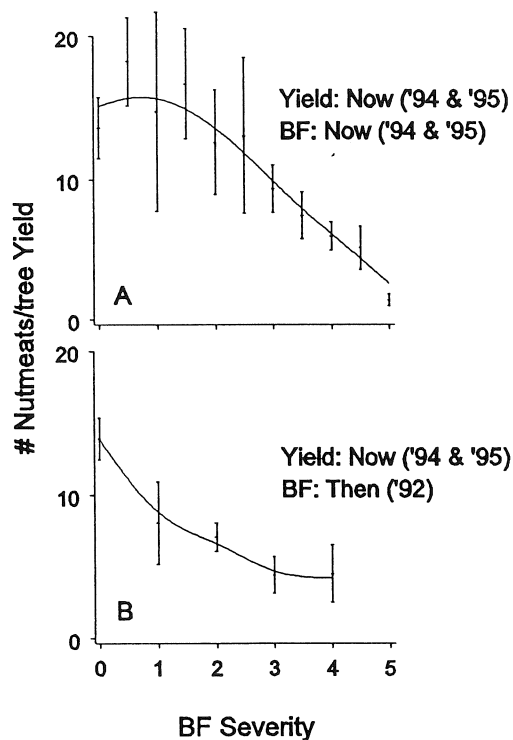 20
10
0
A
Yield: Now ('94 & '95)
BF: Now ('94 & '95)
# Nutmeats/tree Yield
20
10
0
B
Yield: Now ('94 & '95)
BF: Then ('92)
0 1 2 3 4 5
BF Severity